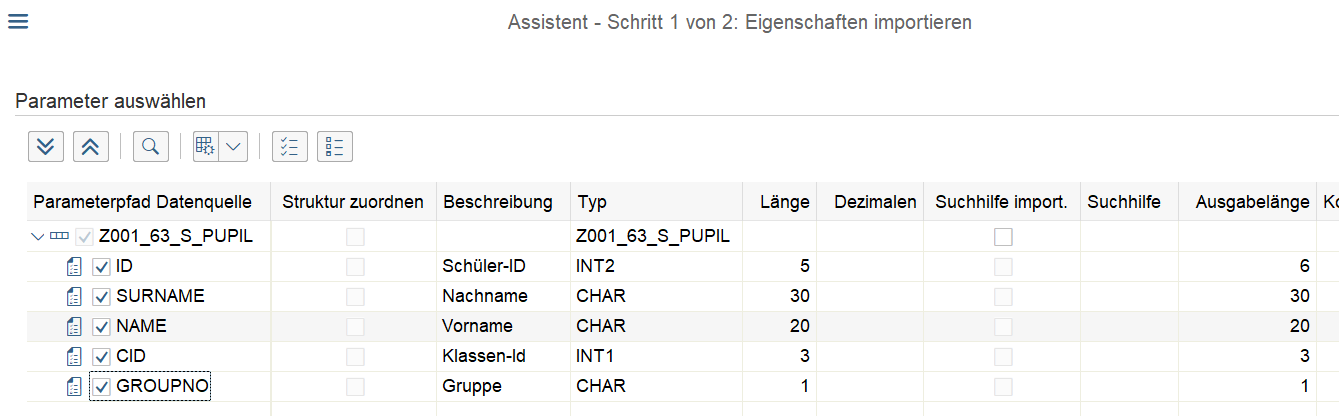 Assistent - Schritt 1 von 2: Eigenschaften importieren
Parameter auswählen
Parameterpfad Datenquelle Struktur zuordnen Beschreibung Typ Länge Dezimalen Suchhilfe import. Suchhilfe Ausgabelänge Ko
Z001_63_S_PUPIL Z001_63_S_PUPIL
ID Schüler-ID INT2 5 6
SURNAME Nachname CHAR 30 30
NAME Vorname CHAR 20 20
CID Klassen-Id INT1 3 3
GROUPNO Gruppe CHAR 1 1